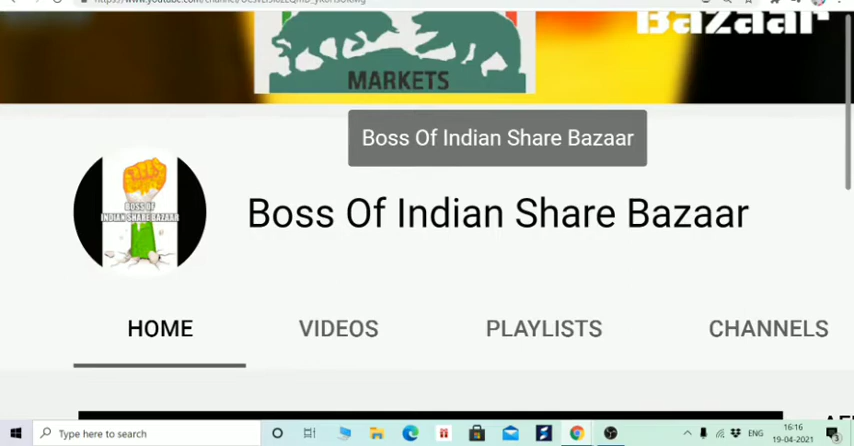 Bazaar
MARKETS
Boss Of Indian Share Bazaar
BOSS OF
INDIAN SHARE BAZAAR
Boss Of Indian Share Bazaar
HOME VIDEOS PLAYLISTS CHANNELS
Type here to search
ENG
16:16
19-04-2021
3